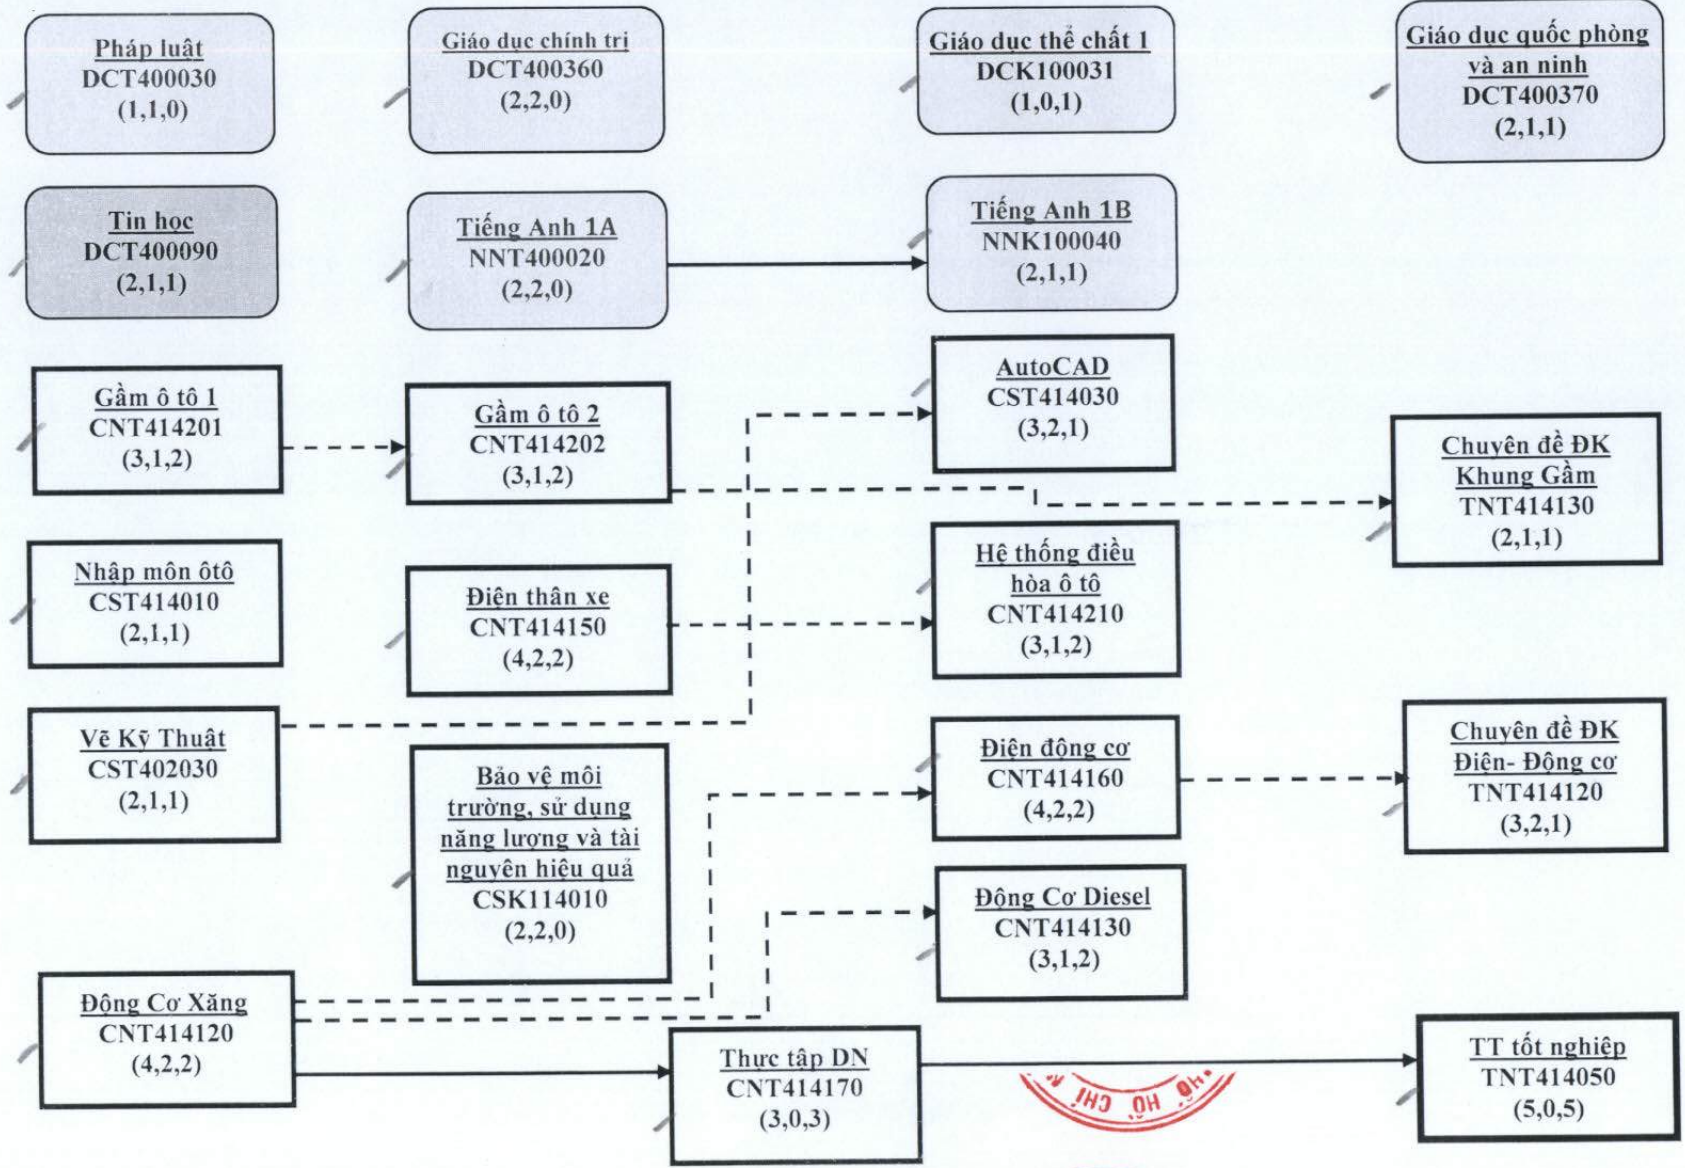 Pháp luật
DCT400030
(1,1,0)
Giáo dục chính trị
DCT400360
(2,2,0)
Giáo dục thể chất 1
DCK100031
(1,0,1)
Giáo dục quốc phòng
và an ninh
DCT400370
(2,1,1)
Tin học
DCT400090
(2,1,1)
Tiếng Anh 1A
NNT400020
(2,2,0)
Tiếng Anh 1B
NNK100040
(2,1,1)
Gầm ô tô 1
CNT414201
(3,1,2)
Gầm ô tô 2
CNT414202
(3,1,2)
AutoCAD
CST414030
(3,2,1)
Chuyên đề ĐK
Khung Gầm
TNT414130
(2,1,1)
Nhập môn ôtô
CST414010
(2,1,1)
Điện thân xe
CNT414150
(4,2,2)
Hệ thống điều
hòa ô tô
CNT414210
(3,1,2)
Vẽ Kỹ Thuật
CST402030
(2,1,1)
Bảo vệ môi
trường, sử dụng
năng lượng và tài
nguyên hiệu quả
CSK114010
(2,2,0)
Điện động cơ
CNT414160
(4,2,2)
Chuyên đề ĐK
Điện- Động cơ
TNT414120
(3,2,1)
Động Cơ Diesel
CNT414130
(3,1,2)
Động Cơ Xăng
CNT414120
(4,2,2)
Thực tập DN
CNT414170
(3,0,3)
TT tốt nghiệp
TNT414050
(5,0,5)
HỒ CHÍ